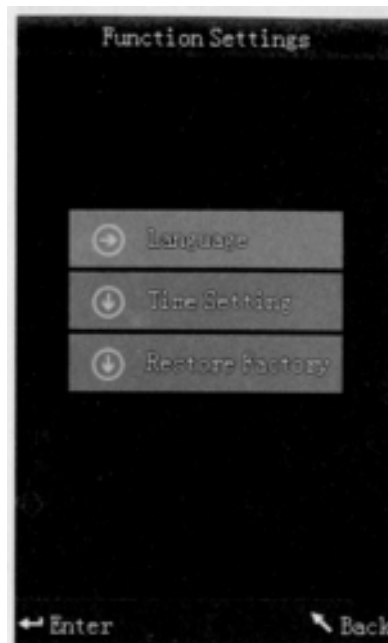 Function Settings
Language
Time Setting
Restore Factory
Enter
Back